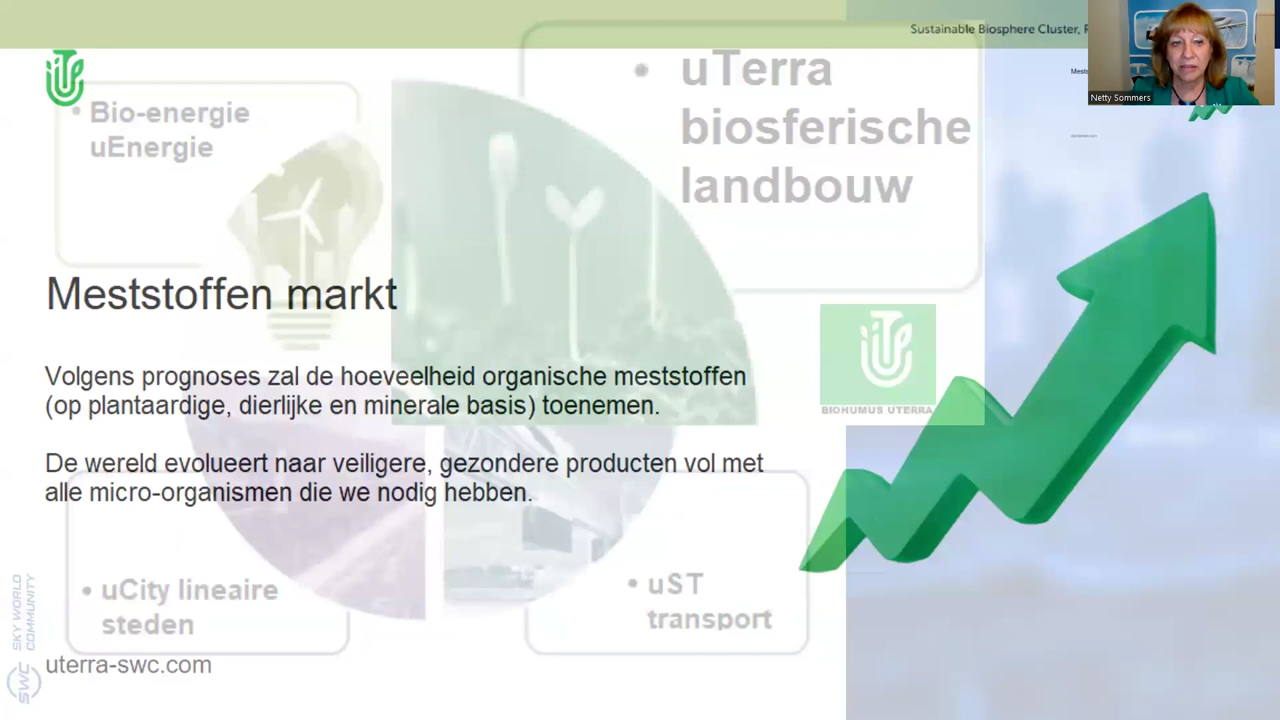 Sustainable Biosphere Cluster,
Netty Sommers
• Bio-energie
uEnergie
• uTerra
biosferische
landbouw
Meststoffen markt
BIOHUMUS UTERRA
Volgens prognoses zal de hoeveelheid organische meststoffen
(op plantaardige, dierlijke en minerale basis) toenemen.
De wereld evolueert naar veiligere, gezondere producten vol met
alle micro-organismen die we nodig hebben.
• uCity lineaire
steden
• uST
transport
SWC SKY WORLD
COMMUNITY
uterra-swc.com